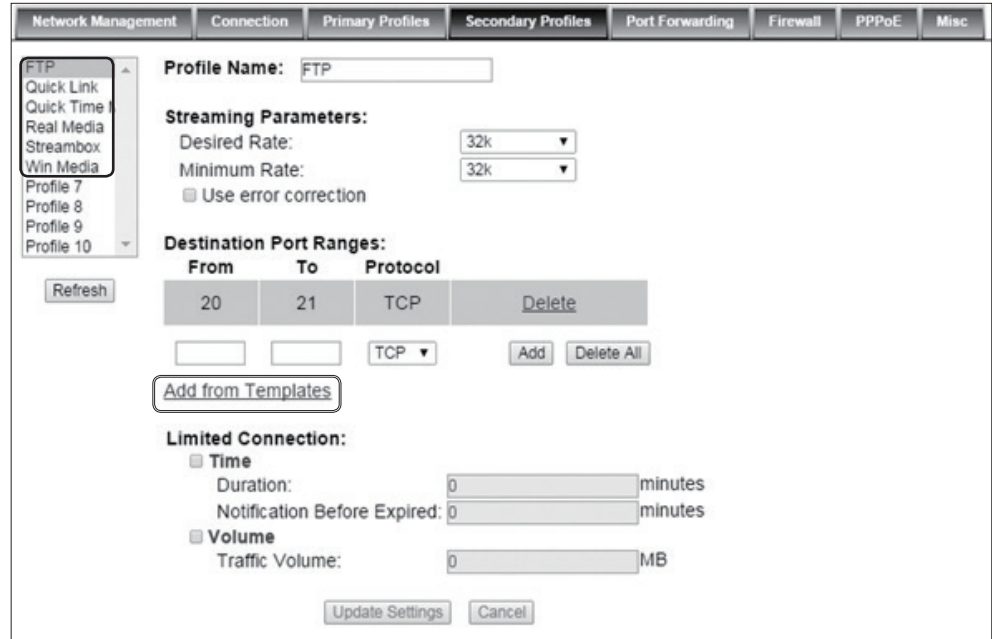 Network Management Connection Primary Profiles Secondary Profiles Port Forwarding Firewall PPPoE Misc
FTP
Quick Link
Quick Time
Real Media
Streambox
Win Media
Profile 7
Profile 8
Profile 9
Profile 10
Refresh
Profile Name: FTP
Streaming Parameters:
Desired Rate: 32k
Minimum Rate: 32k
Use error correction
Destination Port Ranges:
From To Protocol
20 21 TCP Delete
TCP Add Delete All
Add from Templates
Limited Connection:
Time
Duration: 0 minutes
Notification Before Expired: 0 minutes
Volume
Traffic Volume: 0 MB
Update Settings Cancel